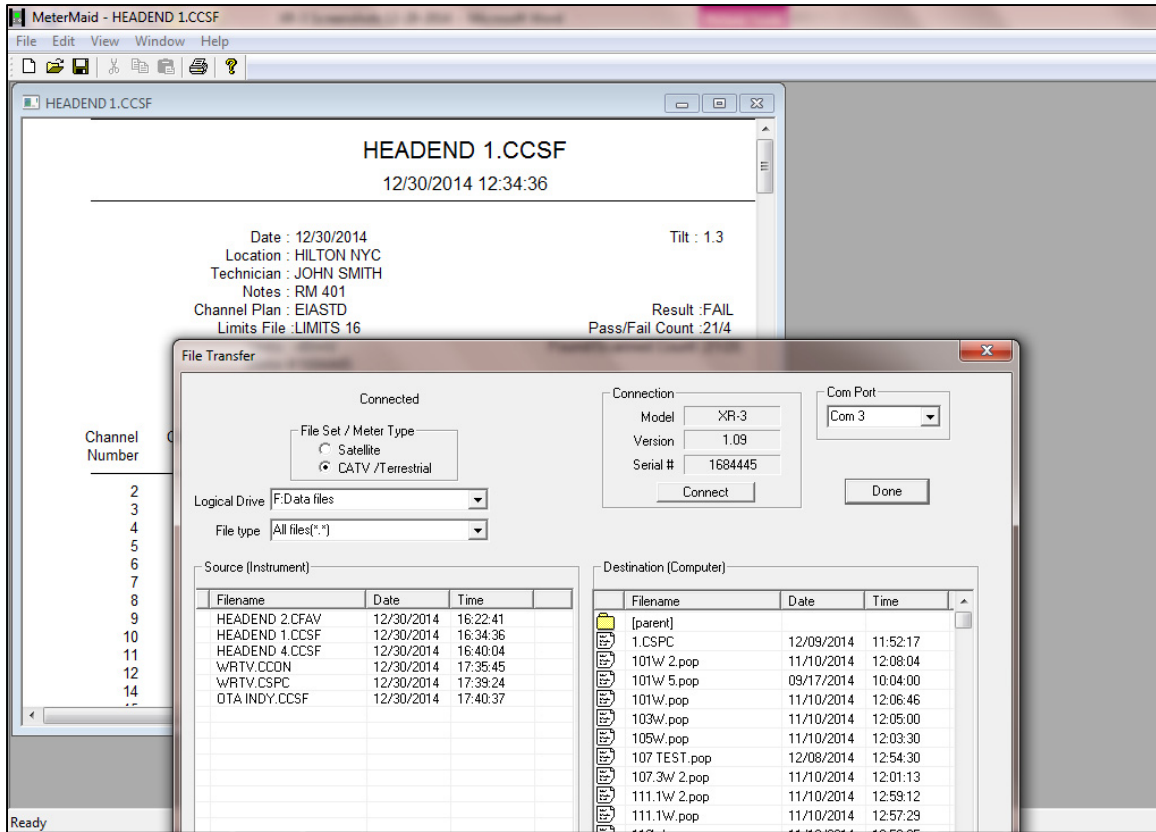 MeterMaid - HEADEND 1.CCSF
File Edit View Window Help
HEADEND 1.CCSF
HEADEND 1.CCSF
12/30/2014 12:34:36
Date : 12/30/2014 Tilt : 1.3
Location : HILTON NYC
Technician : JOHN SMITH
Notes : RM 401
Channel Plan : EIASTD Result :FAIL
Limits File :LIMITS 16 Pass/Fail Count :21/4
Channel
Number
2
3
4
5
6
7
8
9
10
11
12
14
File Transfer
Connected
File Set / Meter Type
Satellite
CATV /Terrestrial
Logical Drive F:Data files
File type All files(*.*)
Connection
Model XR-3
Version 1.09
Serial # 1684445
Connect
Com Port
Com 3
Done
Source (Instrument)
Filename Date Time
HEADEND 2.CFAV 12/30/2014 16:22:41
HEADEND 1.CCSF 12/30/2014 16:34:36
HEADEND 4.CCSF 12/30/2014 16:40:04
WRTV.CCON 12/30/2014 17:35:45
WRTV.CSPC 12/30/2014 17:39:24
OTA INDY.CCSF 12/30/2014 17:40:37
Destination (Computer)
Filename Date Time
[parent]
1.CSPC 12/09/2014 11:52:17
101W 2.pop 11/10/2014 12:08:04
101W 5.pop 09/17/2014 10:04:00
101W.pop 11/10/2014 12:06:46
103W.pop 11/10/2014 12:05:00
105W.pop 11/10/2014 12:03:30
107 TEST.pop 12/08/2014 12:54:30
107.3W 2.pop 11/10/2014 12:01:13
111.1W 2.pop 11/10/2014 12:59:12
111.1W.pop 11/10/2014 12:57:29
Ready